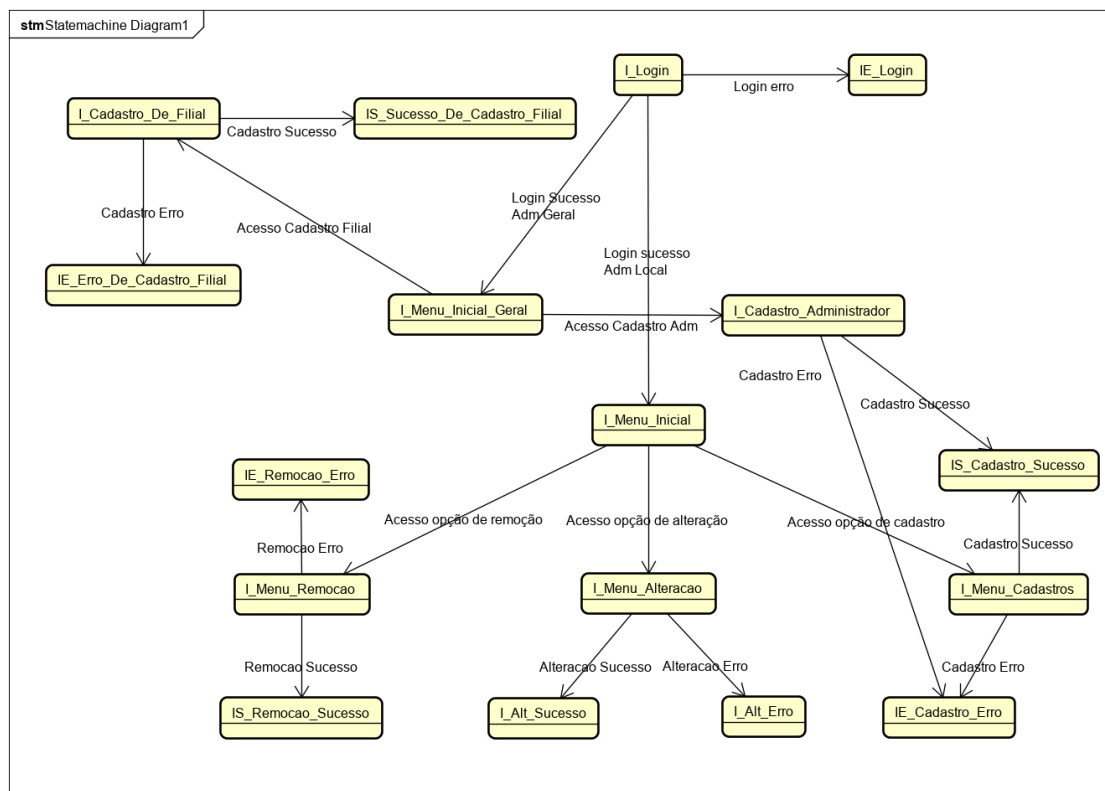 stm Statemachine Diagram1
I_Login
IE_Login
Login erro
I_Cadastro_De_Filial
IS_Sucesso_De_Cadastro_Filial
Cadastro Sucesso
Login Sucesso
Adm Geral
Cadastro Erro
Acesso Cadastro Filial
Login sucesso
Adm Local
IE_Erro_De_Cadastro_Filial
I_Menu_Inicial_Geral
I_Cadastro_Administrador
Acesso Cadastro Adm
Cadastro Erro
Cadastro Sucesso
I_Menu_Inicial
IE_Remocao_Erro
IS_Cadastro_Sucesso
Acesso opção de remoção
Acesso opção de alteração
Acesso opção de cadastro
Remocao Erro
Cadastro Sucesso
I_Menu_Remocao
I_Menu_Alteracao
I_Menu_Cadastros
Remocao Sucesso
Alteracao Sucesso
Alteracao Erro
Cadastro Erro
IS_Remocao_Sucesso
I_Alt_Sucesso
I_Alt_Erro
IE_Cadastro_Erro